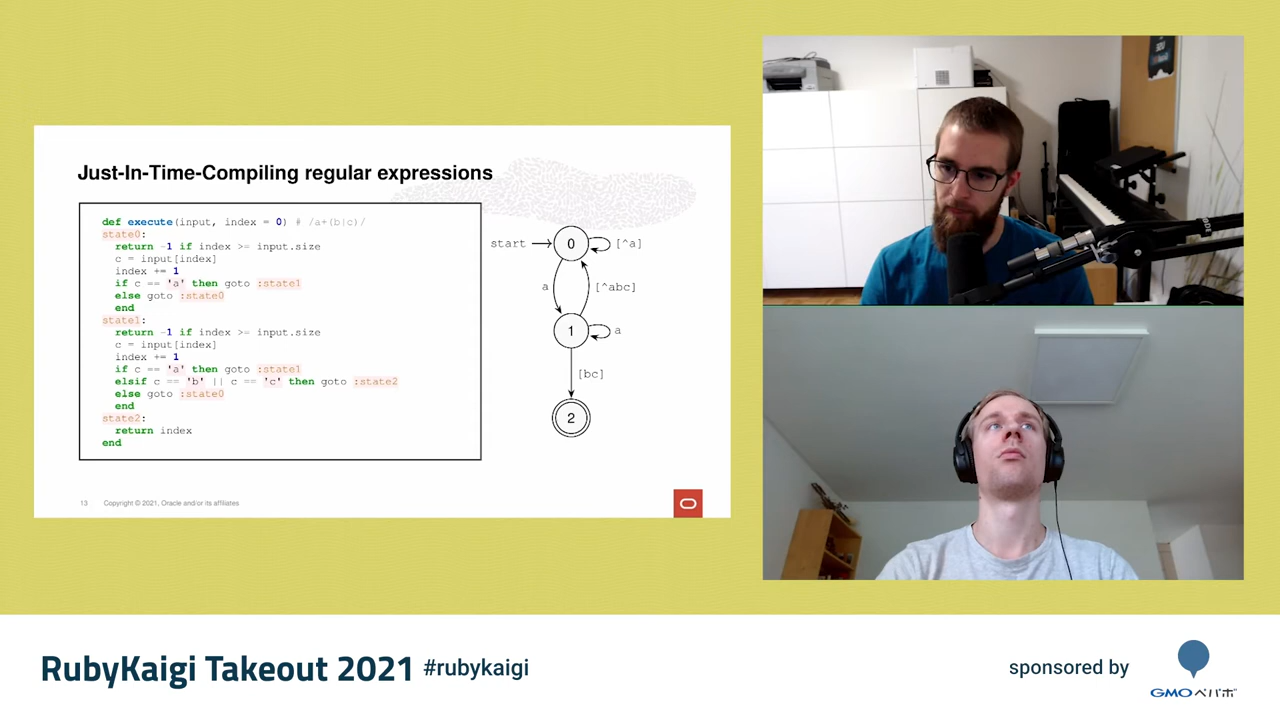 Just-In-Time-Compiling regular expressions
def execute(input, index = 0) # /a+(b|c)/
state0:
return -1 if index >= input.size
c = input[index]
index += 1
if c == 'a' then goto :state1
else goto :state0
end
state1:
return -1 if index >= input.size
c = input[index]
index += 1
if c == 'a' then goto :state1
elsif c == 'b' || c == 'c' then goto :state2
else goto :state0
end
state2:
return index
end
start
0
[^a]
a
[^abc]
1
a
[bc]
2
13 Copyright © 2021, Oracle and/or its affiliates
RubyKaigi Takeout 2021 #rubykaigi
sponsored by
GMOペパボ